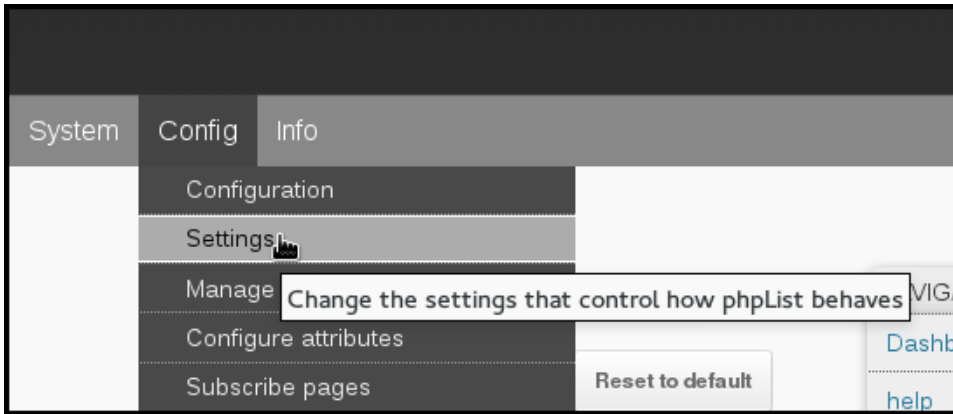 System Config Info
Configuration
Settings
Manage
Change the settings that control how phpList behaves
Configure attributes
Subscribe pages
Reset to default
help